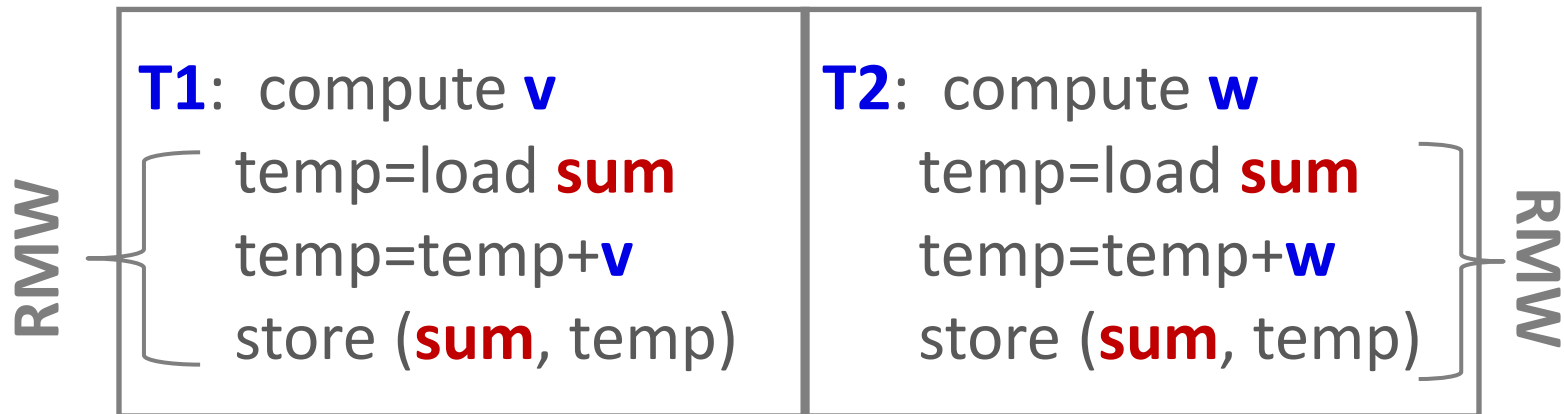 RMW
T1: compute v
temp=load sum
temp=temp+v
store (sum, temp)
T2: compute w
temp=load sum
temp=temp+w
store (sum, temp)
RMW